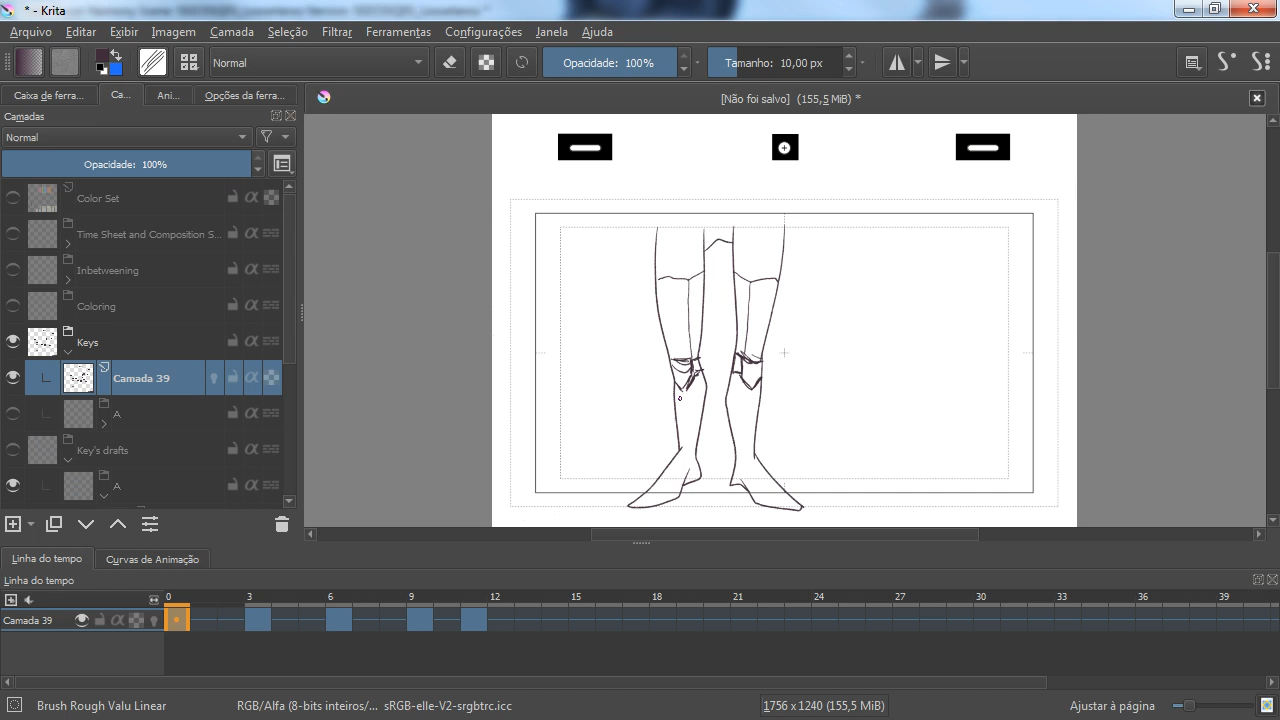 * - Krita
Arquivo Editar Exibir Imagem Camada Seleção Filtrar Ferramentas Configurações Janela Ajuda
Normal Opacidade: 100% Tamanho: 10,00 px
Caixa de ferra... Ca... Ani... Opções da ferra...
[Não foi salvo] (155,5 MiB) *
Camadas
Normal
Opacidade: 100%
Color Set
Time Sheet and Composition S...
Inbetweening
Coloring
Keys
Camada 39
A
Key's drafts
A
Linha do tempo Curvas de Animação
Linha do tempo
0 3 6 9 12 15 18 21 24 27 30 33 36 39
Camada 39
Brush Rough Valu Linear RGB/Alfa (8-bits inteiros/... sRGB-elle-V2-srgbtrc.icc 1756 x 1240 (155,5 MiB) Ajustar à página